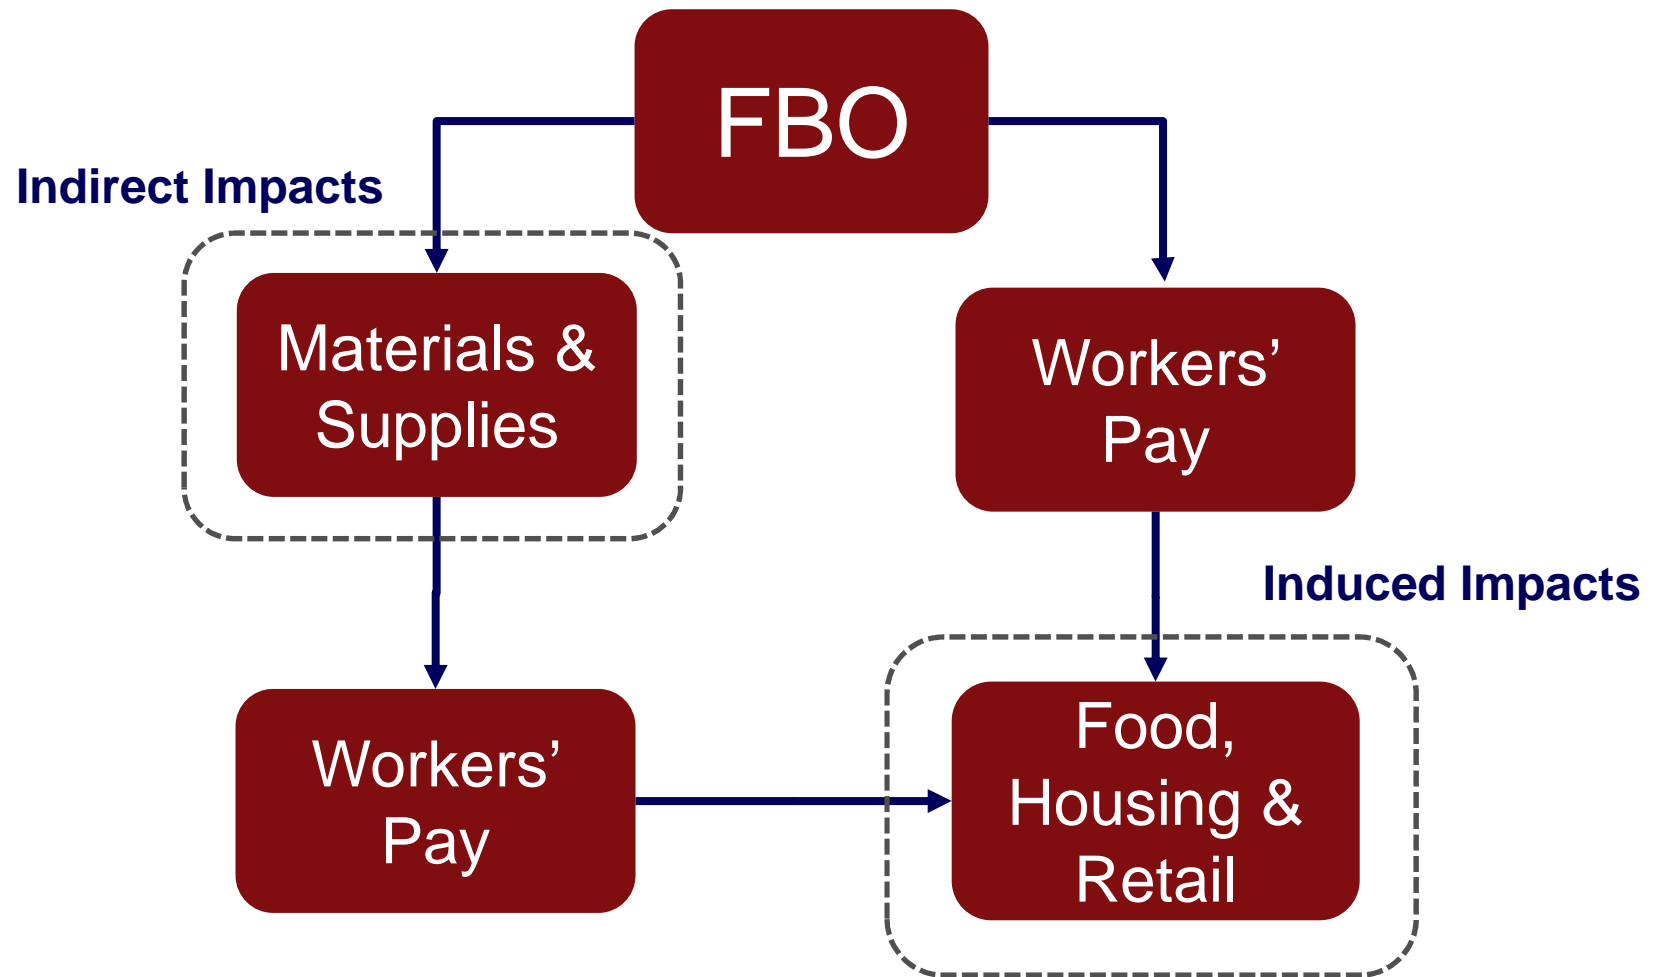 FBO
Indirect Impacts
Materials &
Supplies
Workers’
Pay
Induced Impacts
Workers’
Pay
Food,
Housing &
Retail